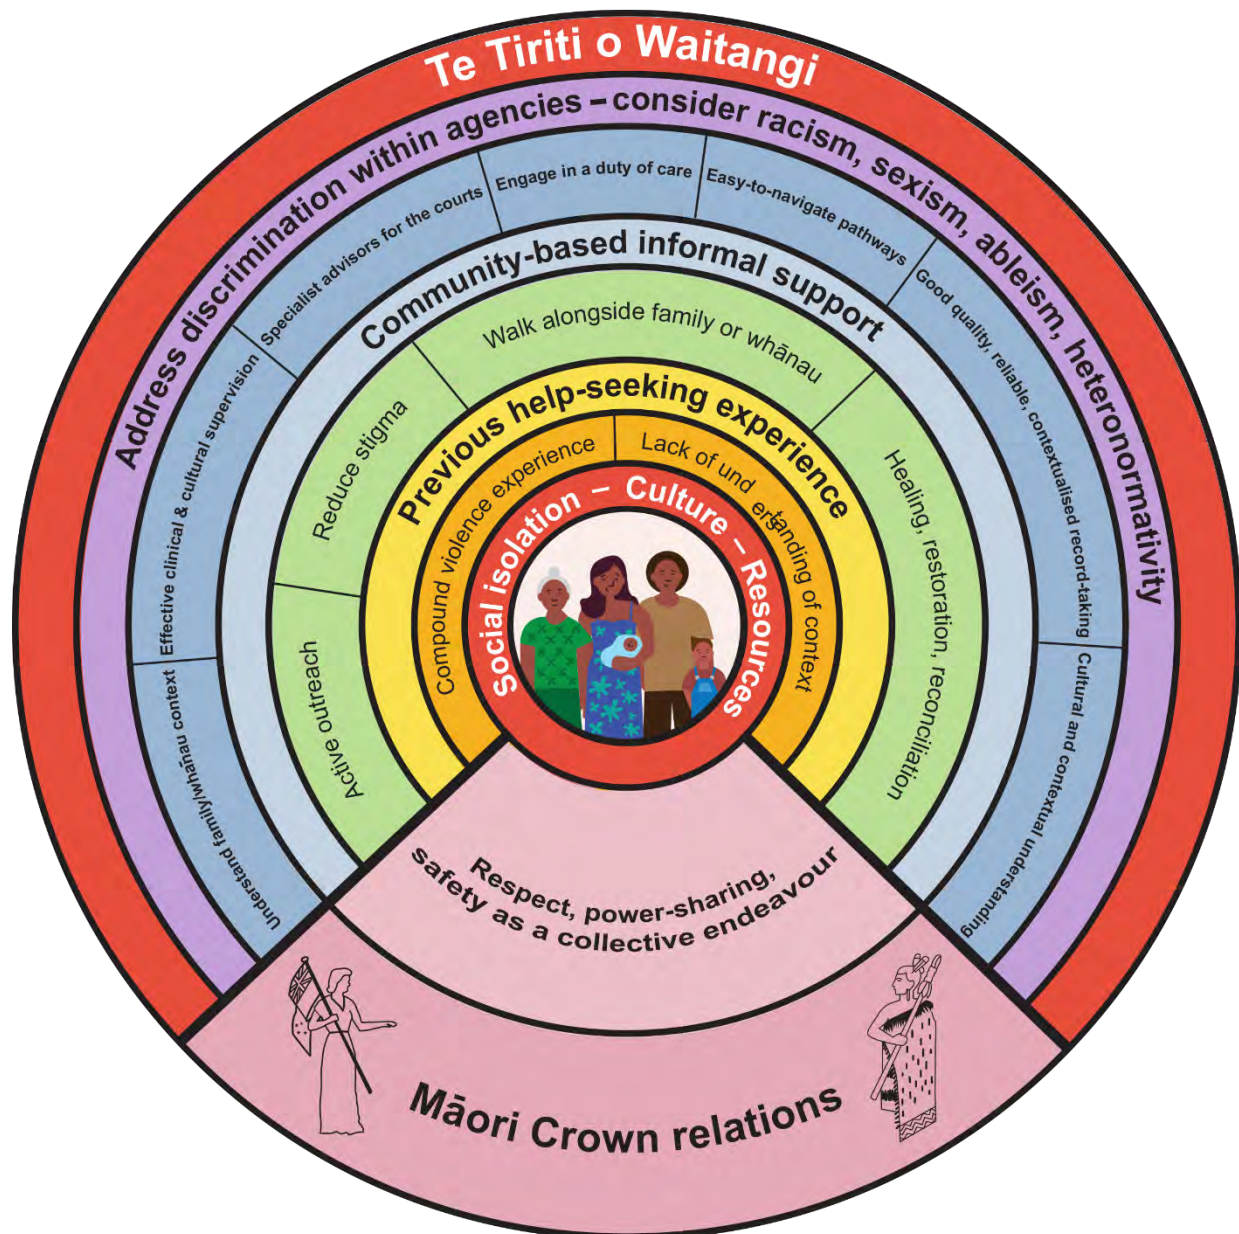 Te Tiriti o Waitangi
Address discrimination within agencies – consider racism, sexism, ableism, heteronormativity
Understand family/whānau context
Effective clinical & cultural supervision
Specialist advisors for the courts
Engage in a duty of care
Easy-to-navigate pathways
Good quality, reliable, contextualised record-taking
Cultural and contextual understanding
Community-based informal support
Active outreach
Reduce stigma
Walk alongside family or whānau
Healing, restoration, reconciliation
Previous help-seeking experience
Compound violence experience
Lack of und erstanding of context
Social isolation – Culture – Resources
Respect, power-sharing,
safety as a collective endeavour
Māori Crown relations